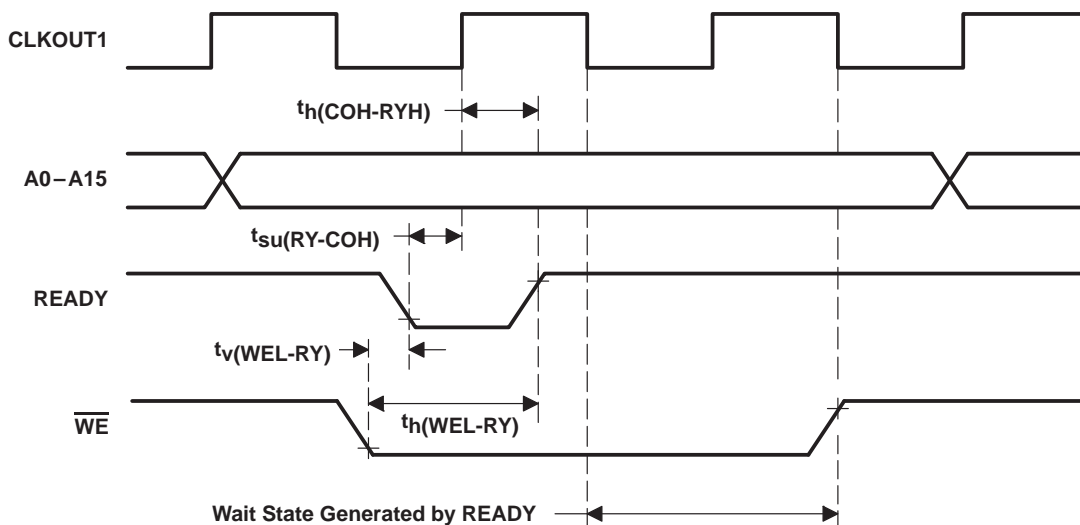 CLKOUT1
th(COH-RYH)
A0–A15
tsu(RY-COH)
READY
tv(WEL-RY)
th(WEL-RY)
WE
Wait State Generated by READY